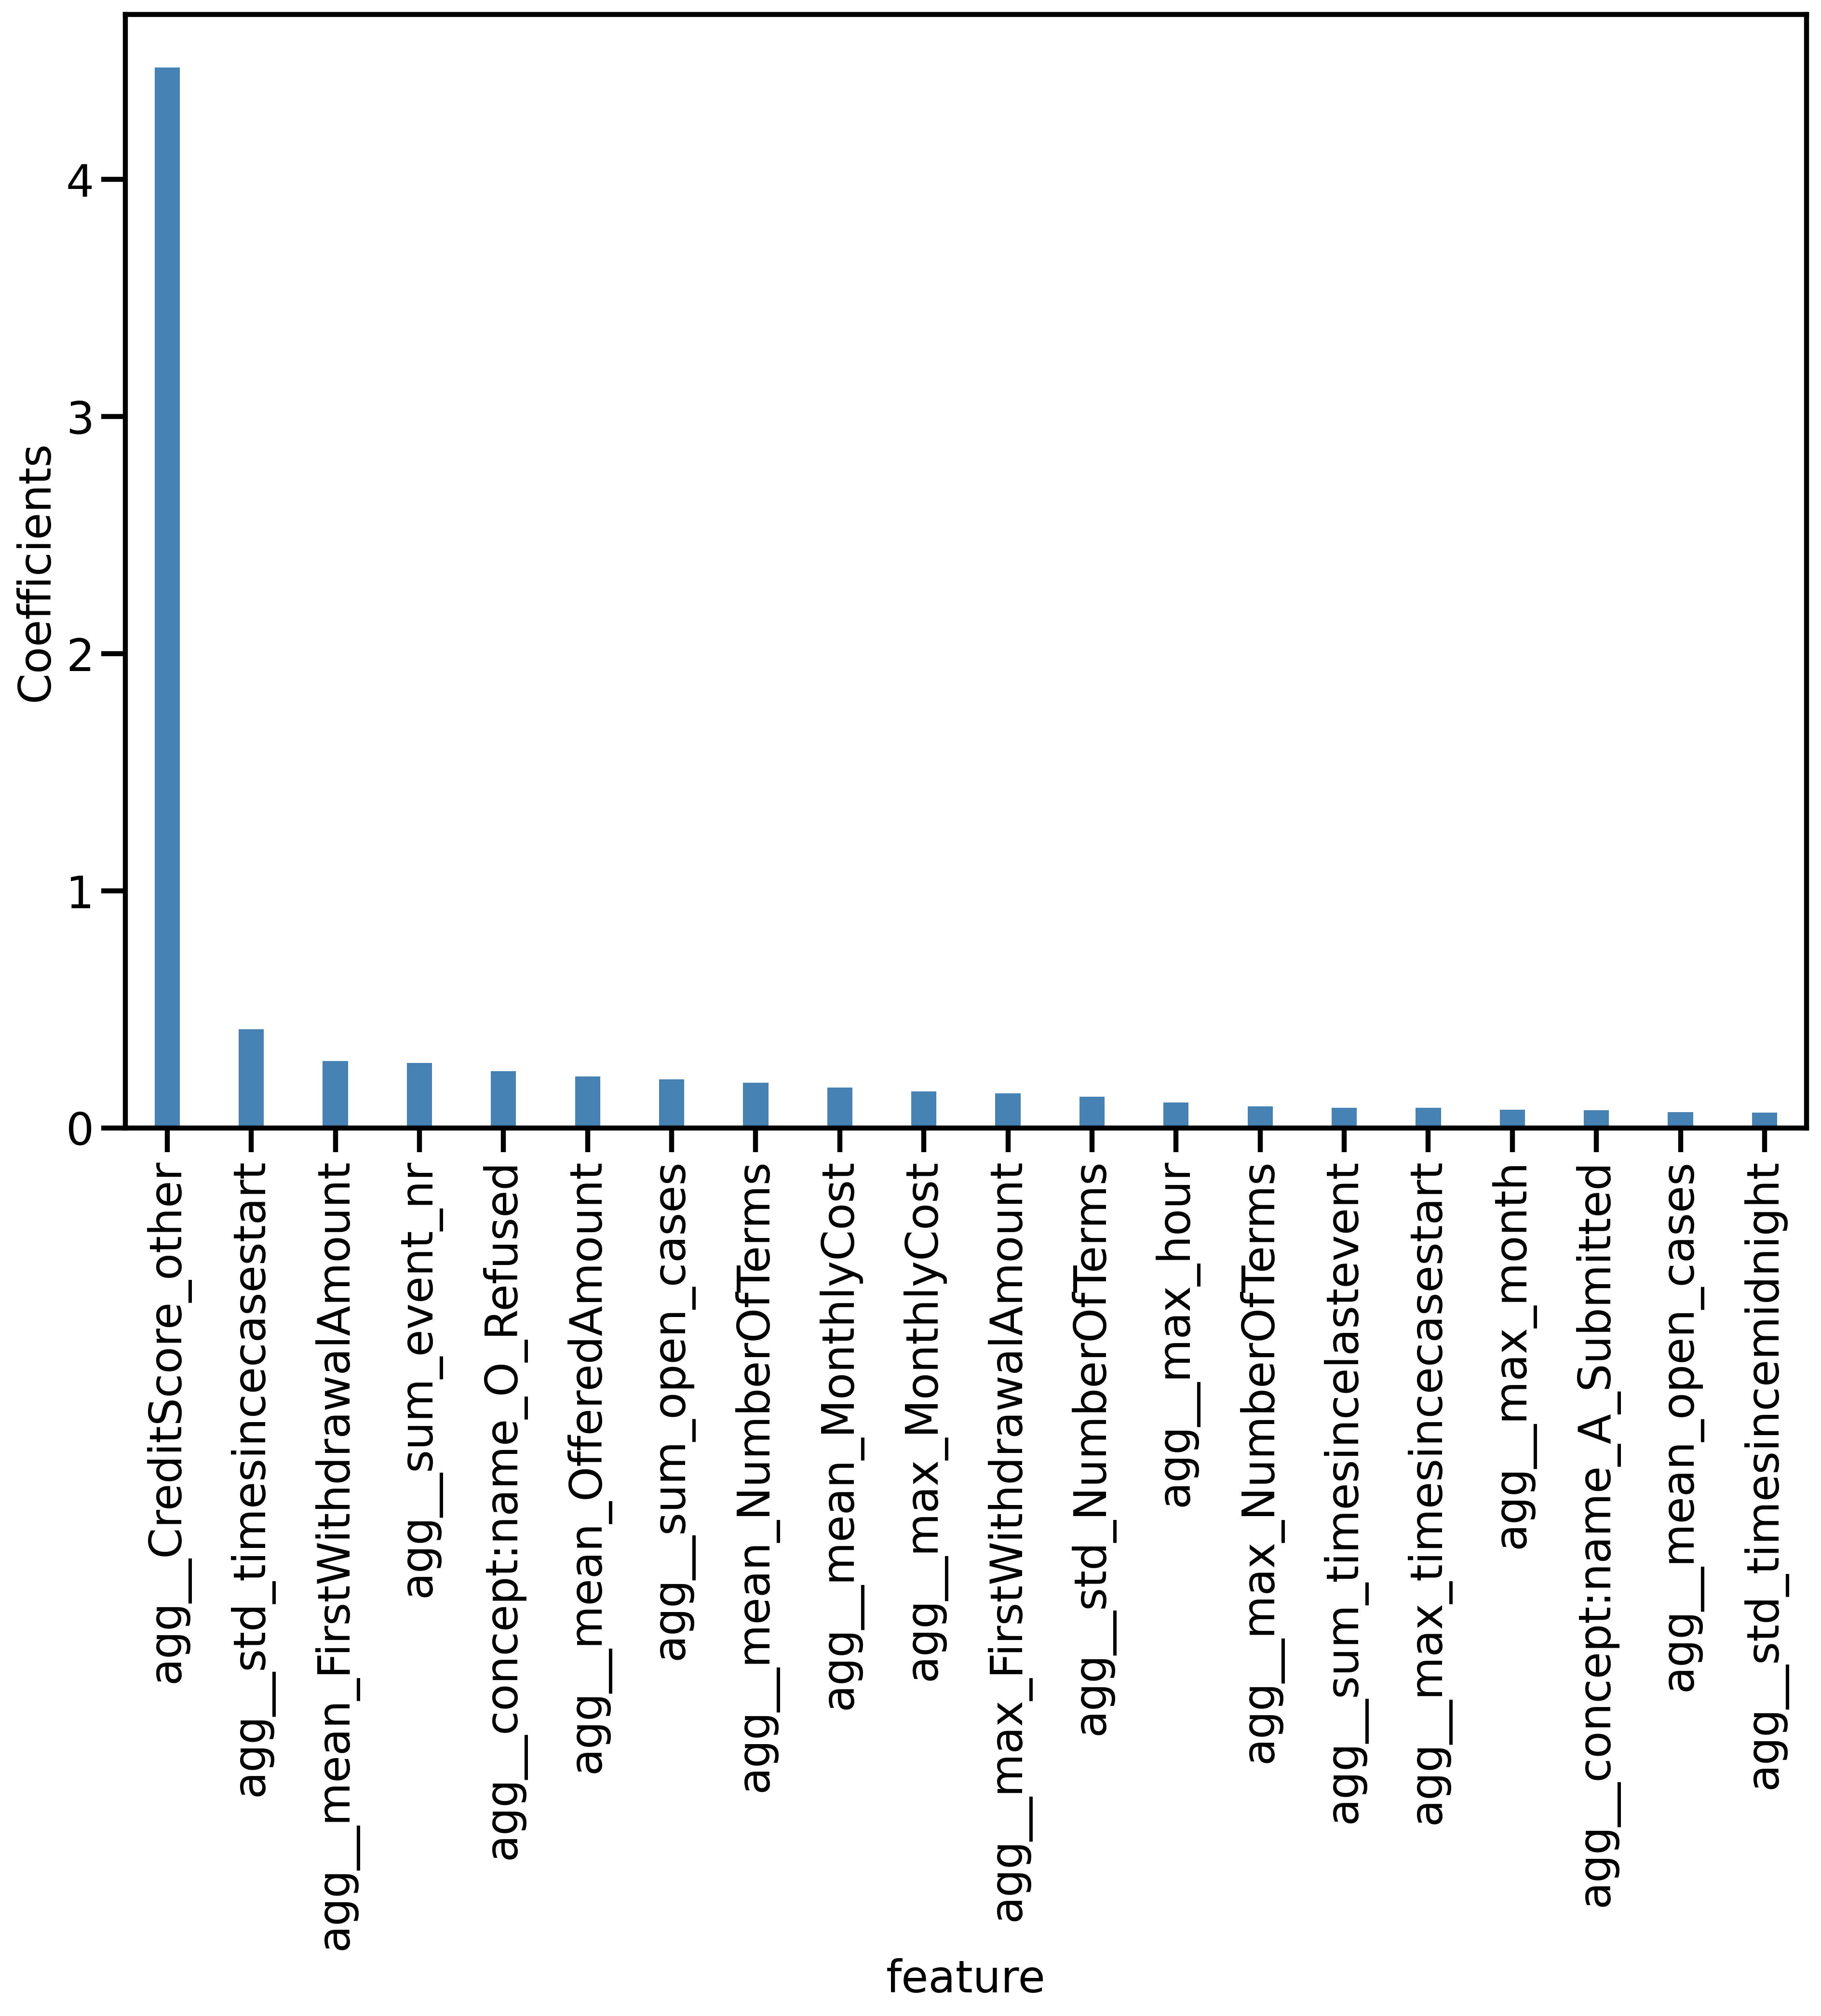 Coefficients
4
3
2
1
0
agg__CreditScore_other
agg__std_timesincecasestart
agg__mean_FirstWithdrawalAmount
agg__sum_event_nr
agg__concept:name_O_Refused
agg__mean_OfferedAmount
agg__sum_open_cases
agg__mean_NumberOfTerms
agg__mean_MonthlyCost
agg__max_MonthlyCost
agg__max_FirstWithdrawalAmount
agg__std_NumberOfTerms
agg__max_hour
agg__max_NumberOfTerms
agg__sum_timesincelastevent
agg__max_timesincecasestart
agg__max_month
agg__concept:name_A_Submitted
agg__mean_open_cases
agg__std_timesincemidnight
feature